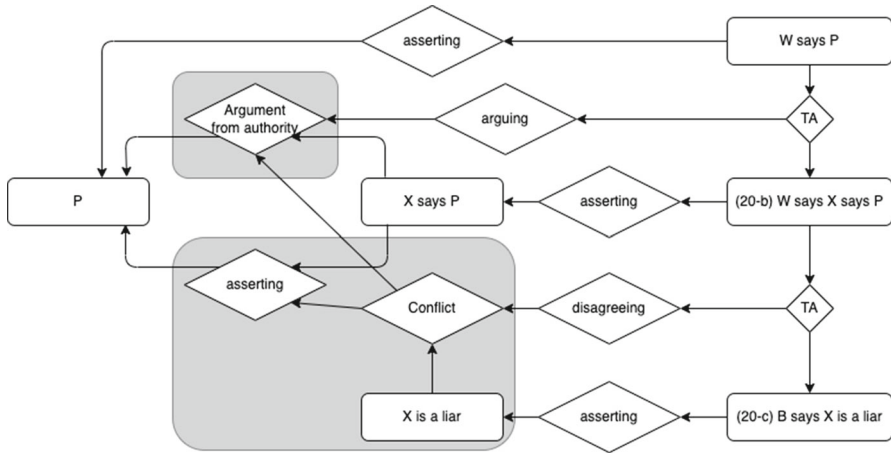 asserting
W says P
Argument
from authority
arguing
TA
P
X says P
asserting
(20-b) W says X says P
asserting
Conflict
disagreeing
TA
X is a liar
asserting
(20-c) B says X is a liar